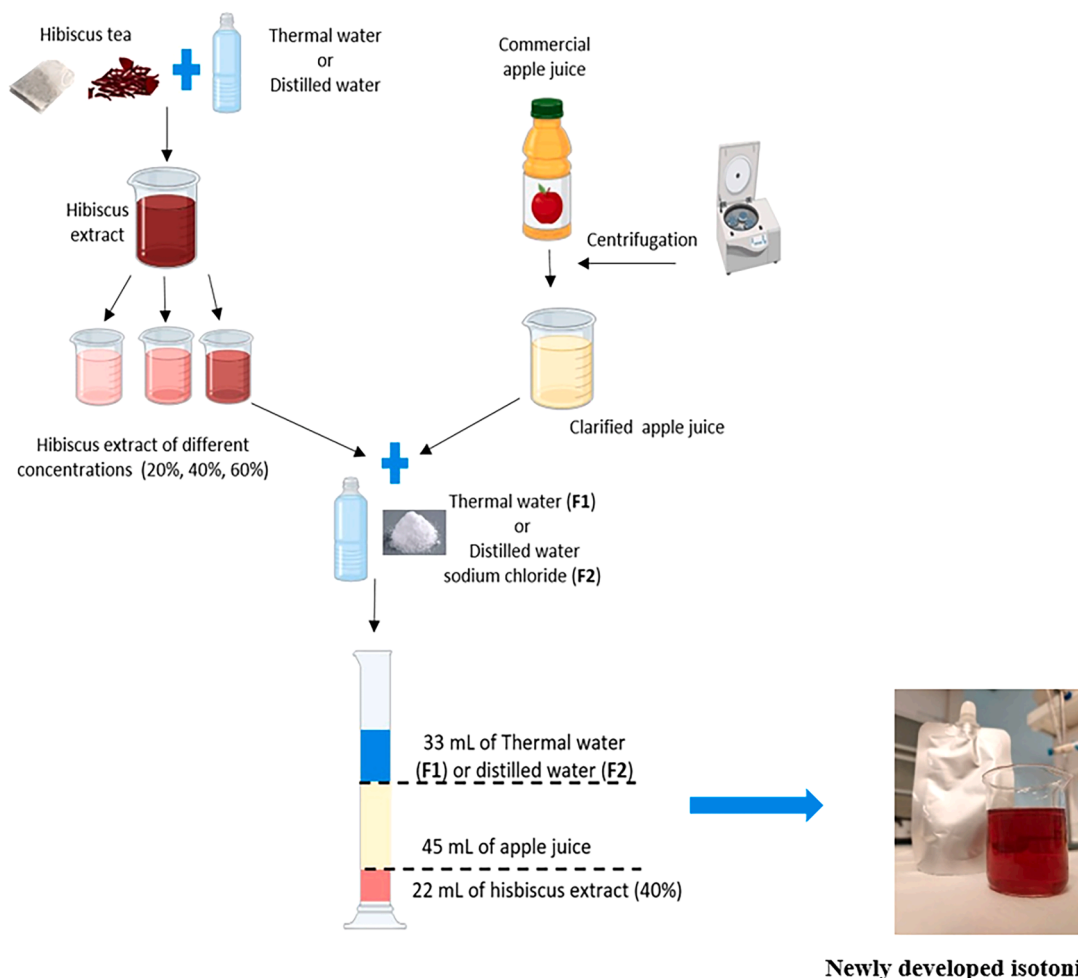 Hibiscus tea
Thermal water
or
Distilled water
Commercial
apple juice
Hibiscus
extract
Centrifugation
Hibiscus extract of different
concentrations (20%, 40%, 60%)
Clarified apple juice
Thermal water (F1)
or
Distilled water
sodium chloride (F2)
33 mL of Thermal water
(F1) or distilled water (F2)
45 mL of apple juice
22 mL of hisbiscus extract (40%)
Newly developed isotoni